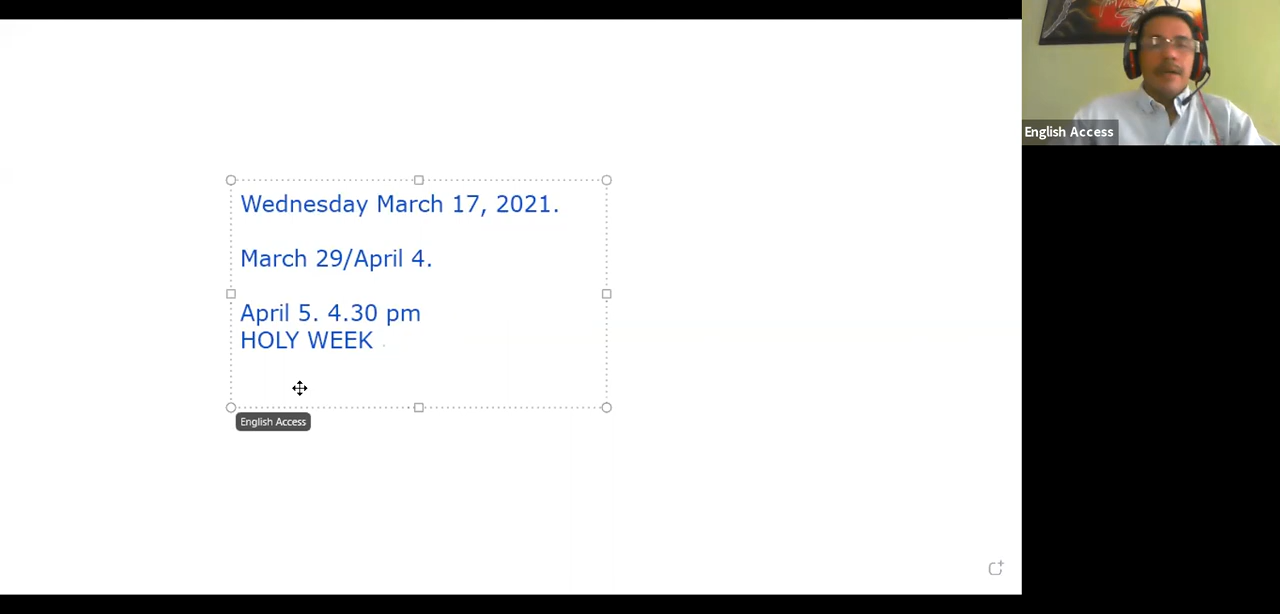 Wednesday March 17, 2021.
March 29/April 4.
April 5. 4.30 pm
HOLY WEEK
English Access
English Access